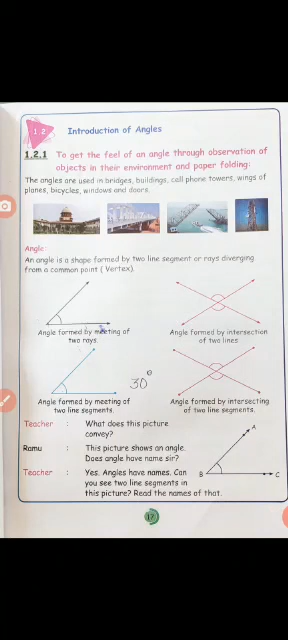 1.2 Introduction of Angles
1.2.1 To get the feel of an angle through observation of
objects in their environment and paper folding:
The angles are used in bridges, buildings, cell phone towers, wings of
planes, bicycles, windows and doors.
Angle:
An angle is a shape formed by two line segment or rays diverging
from a common point ( Vertex).
Angle formed by meeting of
two rays.
Angle formed by intersection
of two lines
30°
Angle formed by meeting of
two line segments.
Angle formed by intersecting
of two line segments.
Teacher : What does this picture
convey?
Ramu : This picture shows an angle.
Does angle have name sir?
Teacher : Yes. Angles have names. Can
you see two line segments in
this picture? Read the names of that.
A
B
C
17